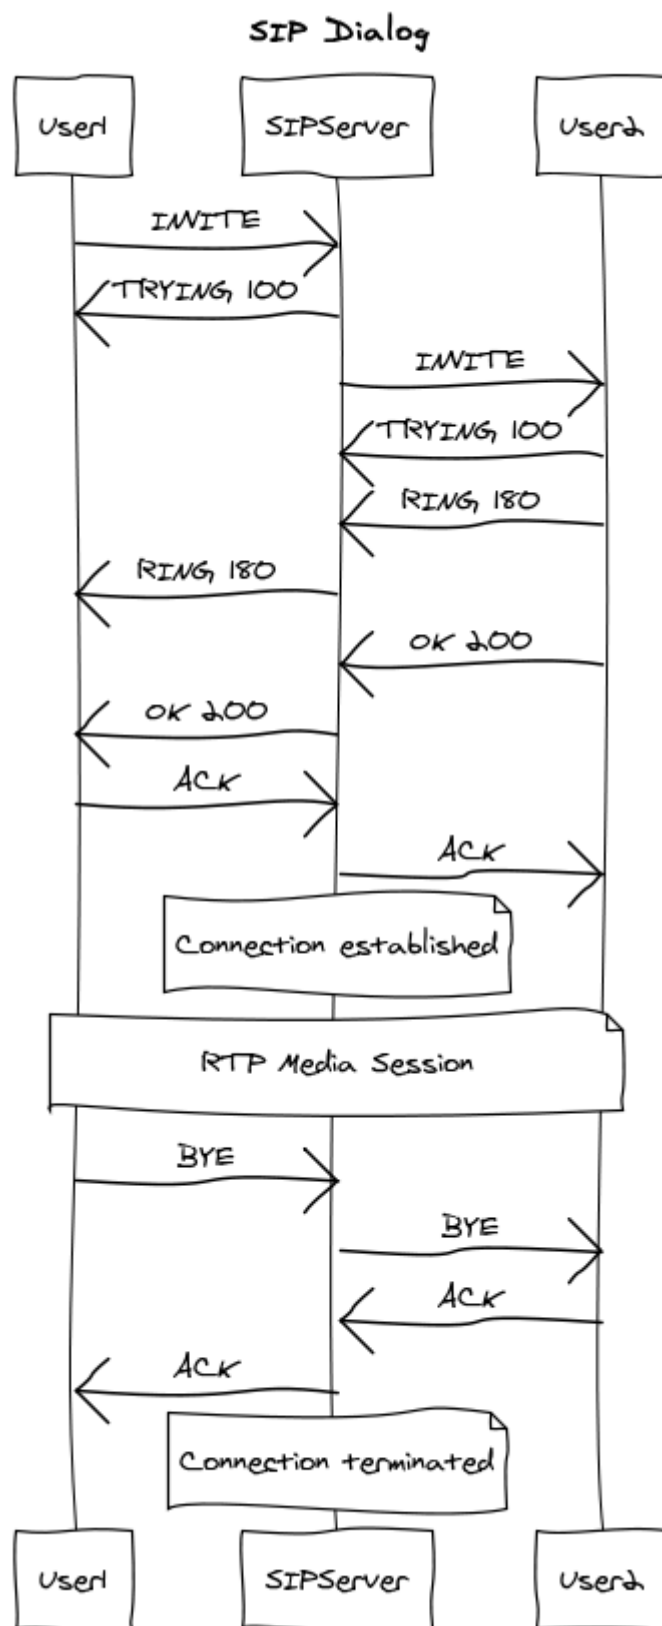 SIP Dialog
User1 SIPServer User2
INVITE
TRYING 100
INVITE
TRYING 100
RING 180
RING 180
OK 200
OK 200
ACK
ACK
Connection established
RTP Media Session
BYE
BYE
ACK
ACK
Connection terminated
User1 SIPServer User2